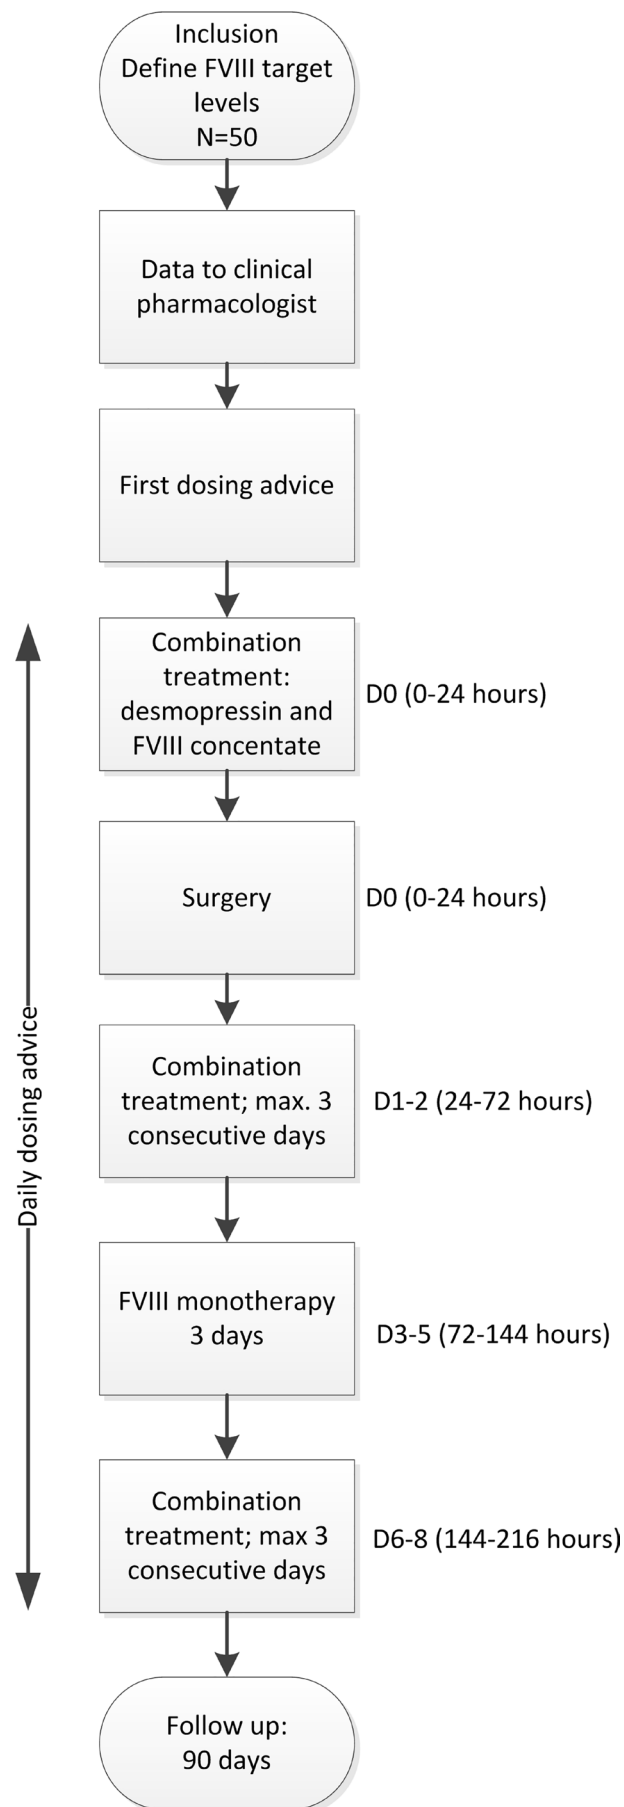 Inclusion
Define FVIII target
levels
N=50
Data to clinical
pharmacologist
First dosing advice
Combination
treatment:
desmopressin and
FVIII concentate
D0 (0-24 hours)
Surgery
D0 (0-24 hours)
Daily dosing advice
Combination
treatment; max. 3
consecutive days
D1-2 (24-72 hours)
FVIII monotherapy
3 days
D3-5 (72-144 hours)
Combination
treatment; max 3
consecutive days
D6-8 (144-216 hours)
Follow up:
90 days